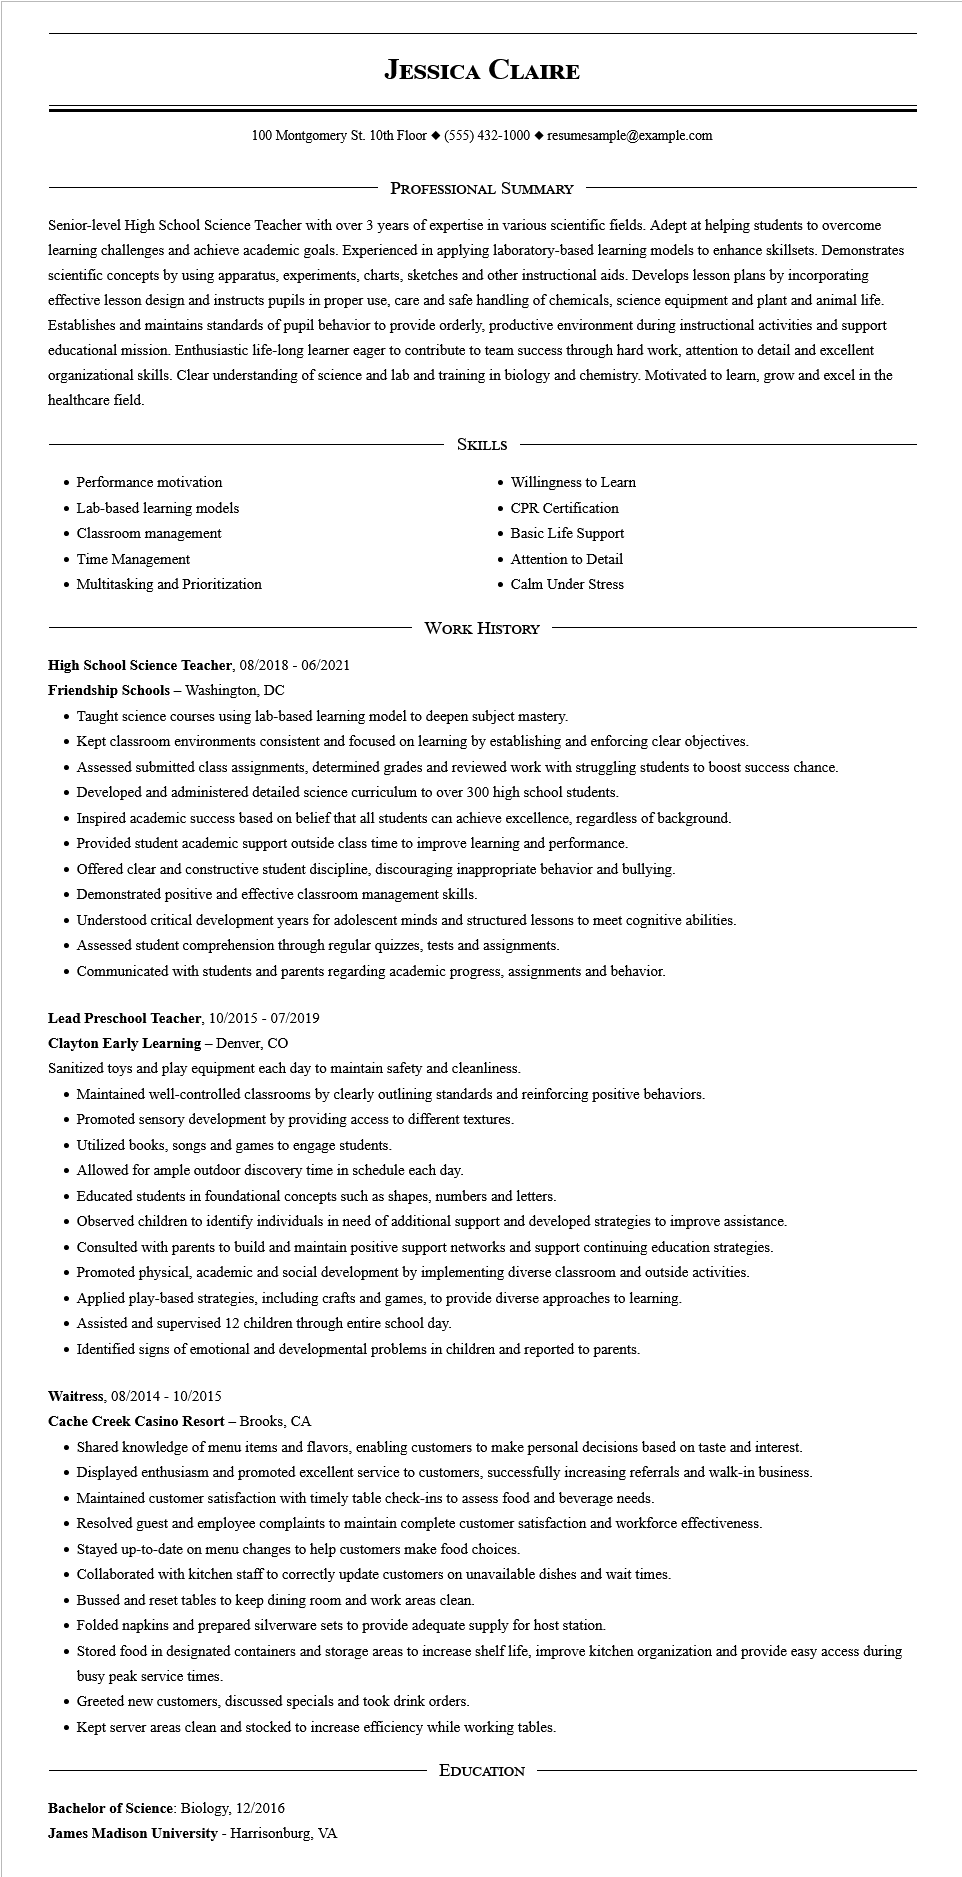 Jessica Claire
100 Montgomery St. 10th Floor ◆ (555) 432-1000 ◆ resumesample@example.com
Professional Summary
Senior-level High School Science Teacher with over 3 years of expertise in various scientific fields. Adept at helping students to overcome
learning challenges and achieve academic goals. Experienced in applying laboratory-based learning models to enhance skillsets. Demonstrates
scientific concepts by using apparatus, experiments, charts, sketches and other instructional aids. Develops lesson plans by incorporating
effective lesson design and instructs pupils in proper use, care and safe handling of chemicals, science equipment and plant and animal life.
Establishes and maintains standards of pupil behavior to provide orderly, productive environment during instructional activities and support
educational mission. Enthusiastic life-long learner eager to contribute to team success through hard work, attention to detail and excellent
organizational skills. Clear understanding of science and lab and training in biology and chemistry. Motivated to learn, grow and excel in the
healthcare field.
Skills
• Performance motivation
• Lab-based learning models
• Classroom management
• Time Management
• Multitasking and Prioritization
• Willingness to Learn
• CPR Certification
• Basic Life Support
• Attention to Detail
• Calm Under Stress
Work History
High School Science Teacher, 08/2018 - 06/2021
Friendship Schools – Washington, DC
• Taught science courses using lab-based learning model to deepen subject mastery.
• Kept classroom environments consistent and focused on learning by establishing and enforcing clear objectives.
• Assessed submitted class assignments, determined grades and reviewed work with struggling students to boost success chance.
• Developed and administered detailed science curriculum to over 300 high school students.
• Inspired academic success based on belief that all students can achieve excellence, regardless of background.
• Provided student academic support outside class time to improve learning and performance.
• Offered clear and constructive student discipline, discouraging inappropriate behavior and bullying.
• Demonstrated positive and effective classroom management skills.
• Understood critical development years for adolescent minds and structured lessons to meet cognitive abilities.
• Assessed student comprehension through regular quizzes, tests and assignments.
• Communicated with students and parents regarding academic progress, assignments and behavior.
Lead Preschool Teacher, 10/2015 - 07/2019
Clayton Early Learning – Denver, CO
Sanitized toys and play equipment each day to maintain safety and cleanliness.
• Maintained well-controlled classrooms by clearly outlining standards and reinforcing positive behaviors.
• Promoted sensory development by providing access to different textures.
• Utilized books, songs and games to engage students.
• Allowed for ample outdoor discovery time in schedule each day.
• Educated students in foundational concepts such as shapes, numbers and letters.
• Observed children to identify individuals in need of additional support and developed strategies to improve assistance.
• Consulted with parents to build and maintain positive support networks and support continuing education strategies.
• Promoted physical, academic and social development by implementing diverse classroom and outside activities.
• Applied play-based strategies, including crafts and games, to provide diverse approaches to learning.
• Assisted and supervised 12 children through entire school day.
• Identified signs of emotional and developmental problems in children and reported to parents.
Waitress, 08/2014 - 10/2015
Cache Creek Casino Resort – Brooks, CA
• Shared knowledge of menu items and flavors, enabling customers to make personal decisions based on taste and interest.
• Displayed enthusiasm and promoted excellent service to customers, successfully increasing referrals and walk-in business.
• Maintained customer satisfaction with timely table check-ins to assess food and beverage needs.
• Resolved guest and employee complaints to maintain complete customer satisfaction and workforce effectiveness.
• Stayed up-to-date on menu changes to help customers make food choices.
• Collaborated with kitchen staff to correctly update customers on unavailable dishes and wait times.
• Bussed and reset tables to keep dining room and work areas clean.
• Folded napkins and prepared silverware sets to provide adequate supply for host station.
• Stored food in designated containers and storage areas to increase shelf life, improve kitchen organization and provide easy access during
busy peak service times.
• Greeted new customers, discussed specials and took drink orders.
• Kept server areas clean and stocked to increase efficiency while working tables.
Education
Bachelor of Science: Biology, 12/2016
James Madison University - Harrisonburg, VA